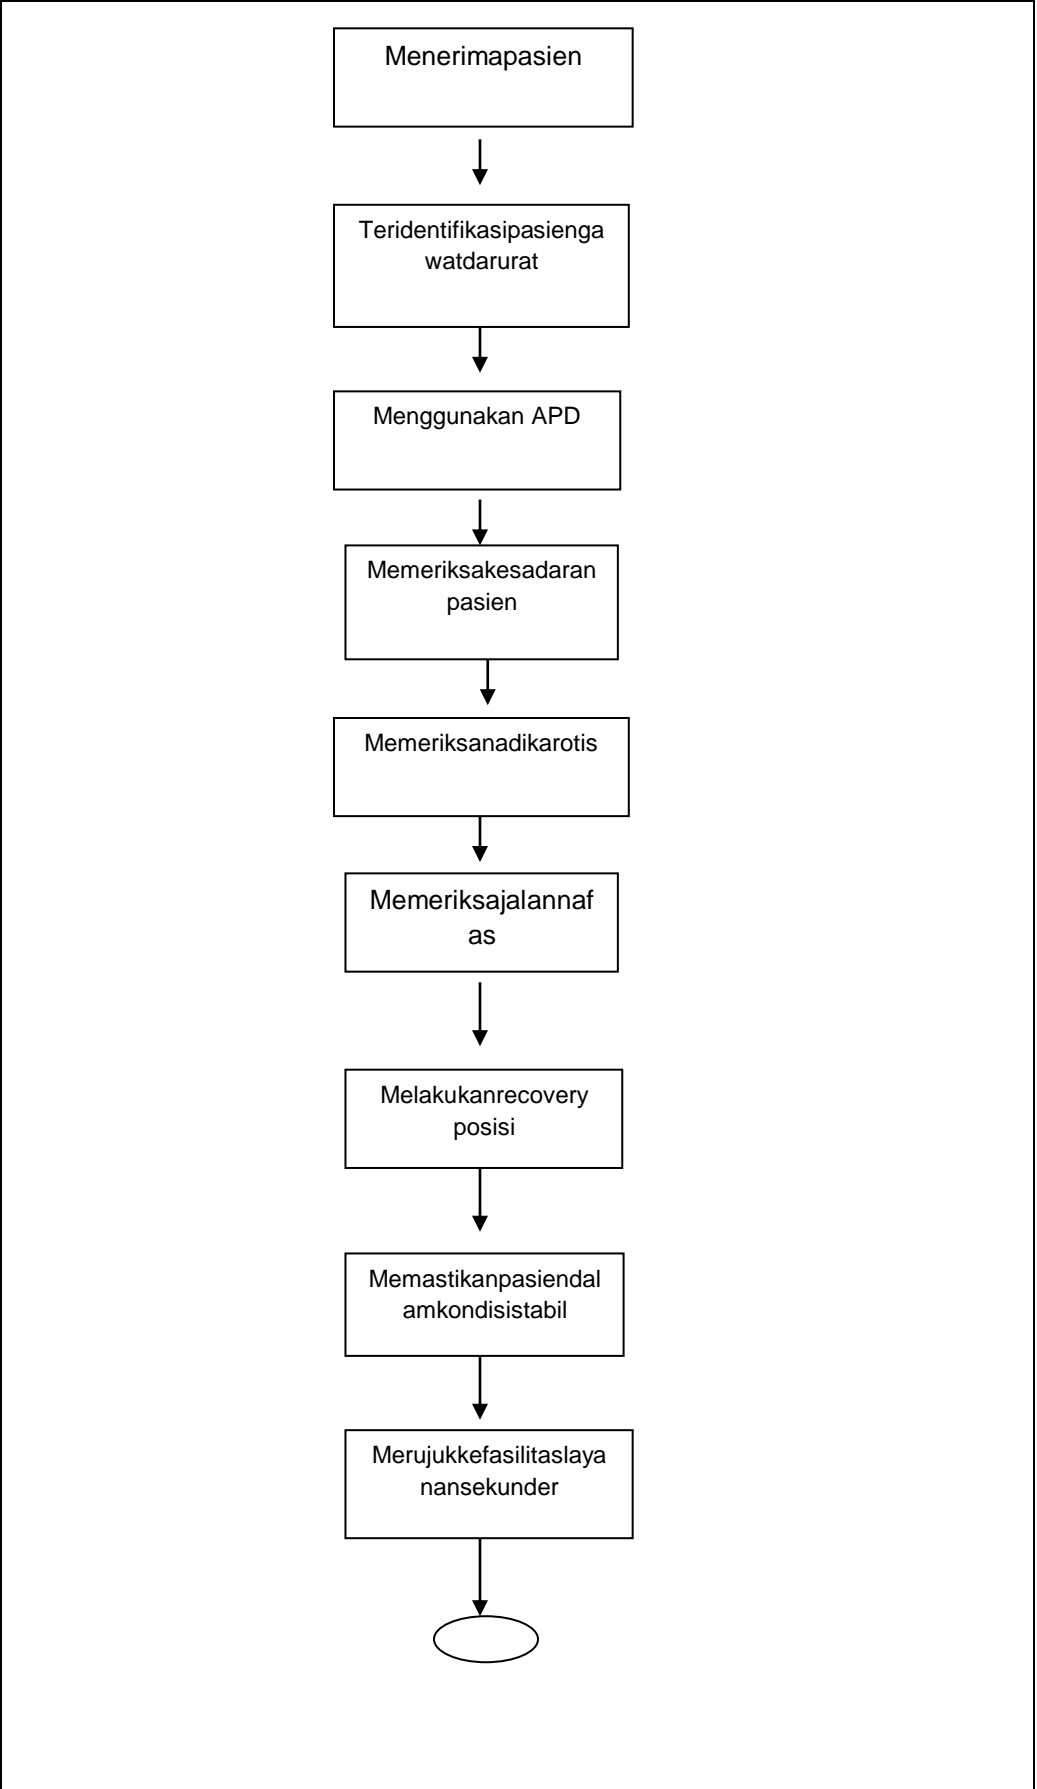 Menerimapasien
Teridentifikasipasienga
watdarurat
Menggunakan APD
Memeriksakesadaran
pasien
Memeriksanadikarotis
Memeriksajalannaf
as
Melakukanrecovery
posisi
Memastikanpasiendal
amkondisistabil
Merujukkefasilitaslaya
nansekunder